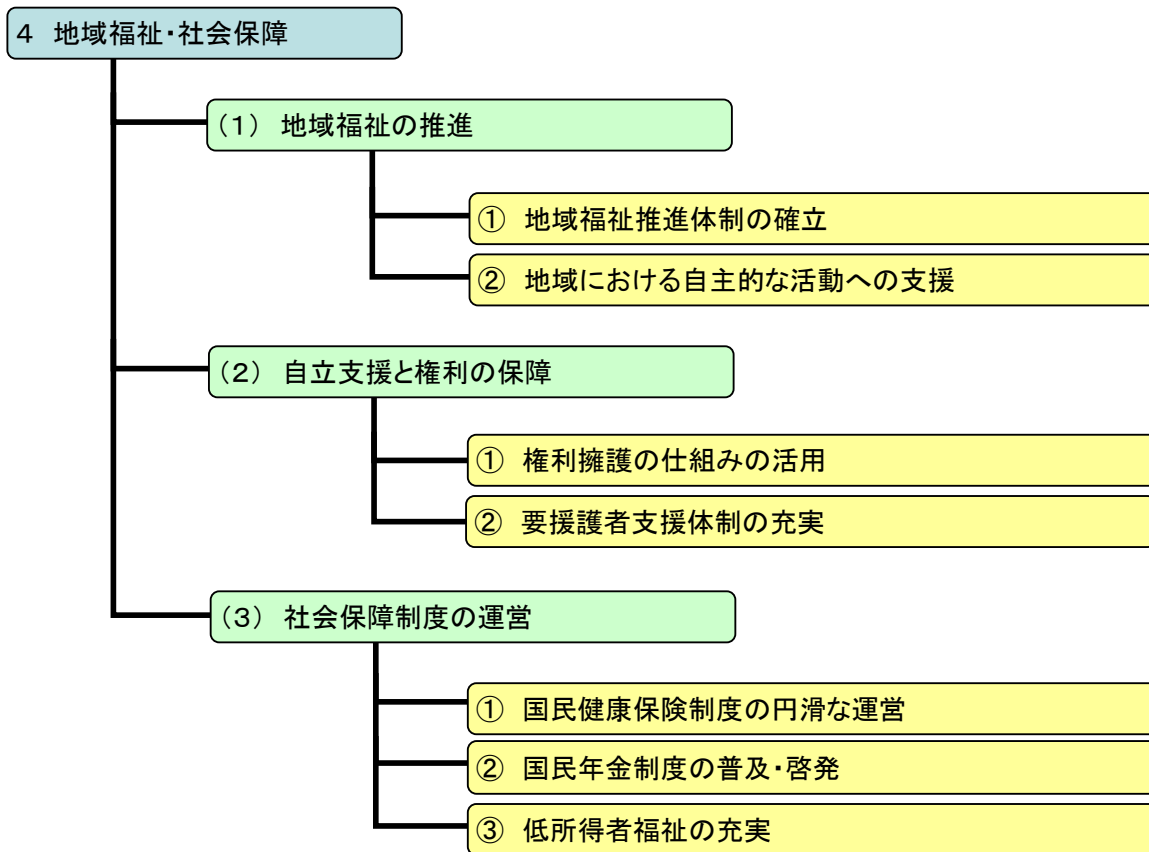 4 地域福祉・社会保障
(1) 地域福祉の推進
① 地域福祉推進体制の確立
② 地域における自主的な活動への支援
(2) 自立支援と権利の保障
① 権利擁護の仕組みの活用
② 要援護者支援体制の充実
(3) 社会保障制度の運営
① 国民健康保険制度の円滑な運営
② 国民年金制度の普及・啓発
③ 低所得者福祉の充実